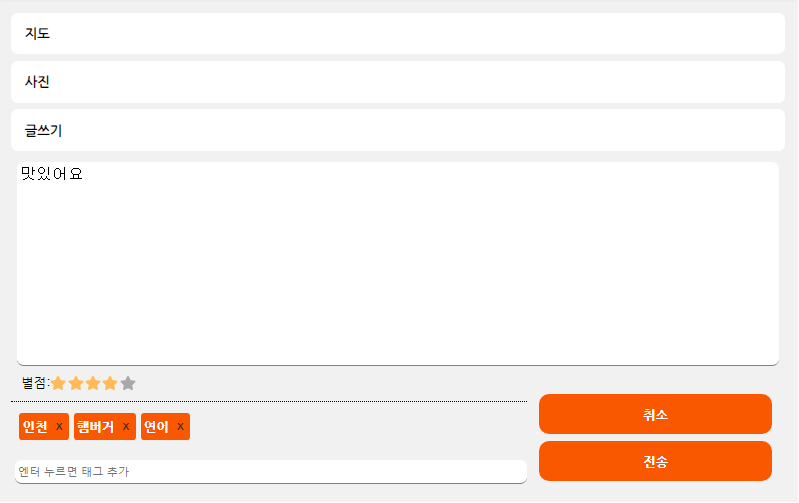 지도
사진
글쓰기
맛있어요
별점:
인천 x 햄버거 x 연어 x
엔터 누르면 태그 추가
취소
전송